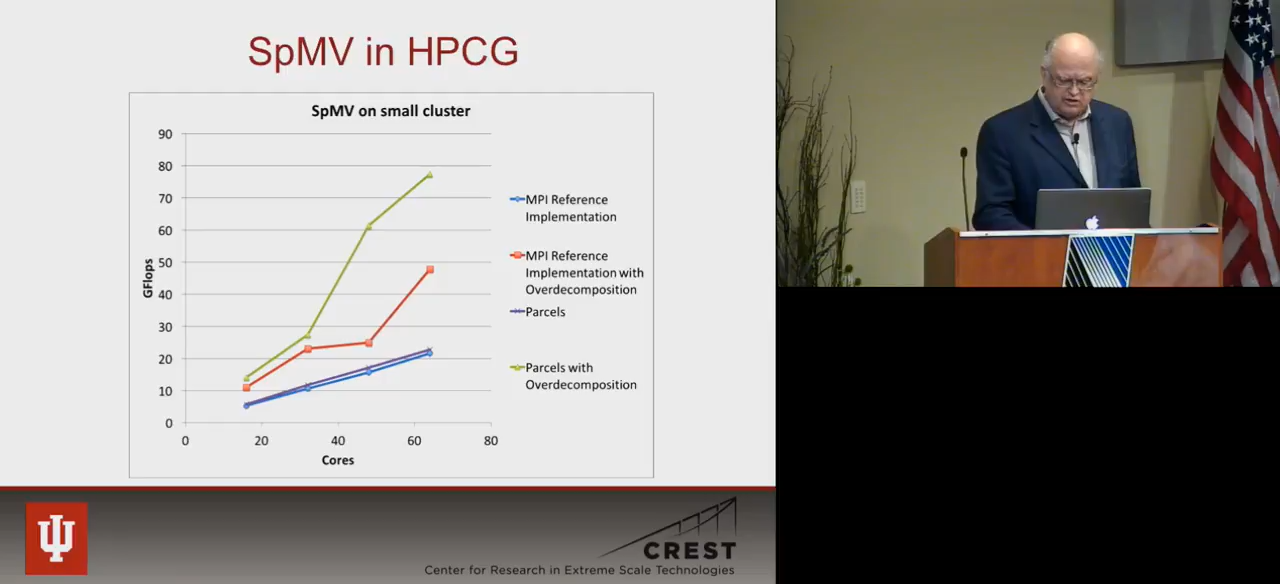 SpMV in HPCG
SpMV on small cluster
90
80
70
60
50
40
30
20
10
0
GFlops
0 20 40 60 80
Cores
MPI Reference
Implementation
MPI Reference
Implementation with
Overdecomposition
Parcels
Parcels with
Overdecomposition
CREST
Center for Research in Extreme Scale Technologies